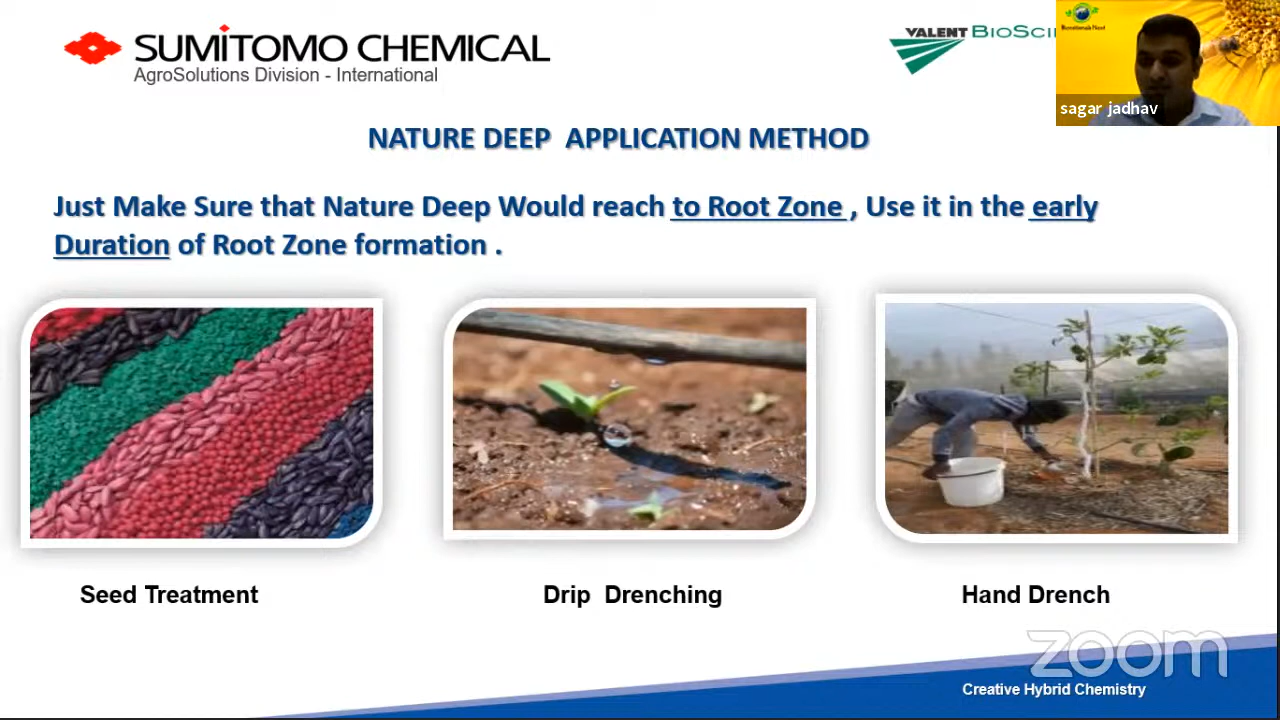 SUMITOMO CHEMICAL
AgroSolutions Division - International
VALENT
sagar jadhav
NATURE DEEP APPLICATION METHOD
Just Make Sure that Nature Deep Would reach to Root Zone , Use it in the early
Duration of Root Zone formation .
Seed Treatment
Drip Drenching
Hand Drench
zoom
Creative Hybrid Chemistry